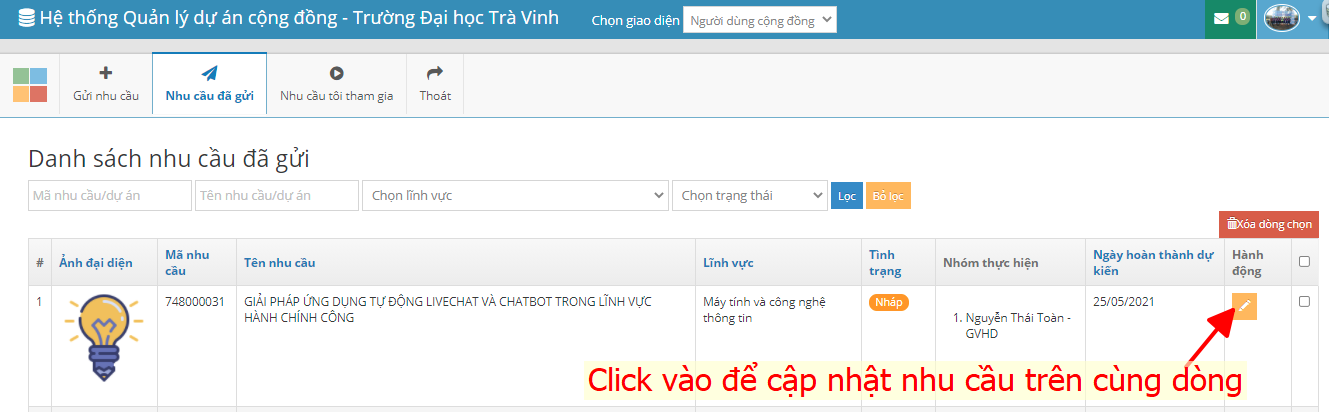 Hệ thống Quản lý dự án cộng đồng - Trường Đại học Trà Vinh Chọn giao diện Người dùng cộng đồng 0
Gửi nhu cầu Nhu cầu đã gửi Nhu cầu tôi tham gia Thoát
Danh sách nhu cầu đã gửi
Mã nhu cầu/dự án Tên nhu cầu/dự án Chọn lĩnh vực Chọn trạng thái Lọc Bỏ lọc
Xóa dòng chọn
# Ảnh đại diện Mã nhu cầu Tên nhu cầu Lĩnh vực Tình trạng Nhóm thực hiện Ngày hoàn thành dự kiến Hành động
1 748000031 GIẢI PHÁP ỨNG DỤNG TỰ ĐỘNG LIVECHAT VÀ CHATBOT TRONG LĨNH VỰC HÀNH CHÍNH CÔNG Máy tính và công nghệ thông tin Nháp 1. Nguyễn Thái Toàn - GVHD 25/05/2021
Click vào để cập nhật nhu cầu trên cùng dòng